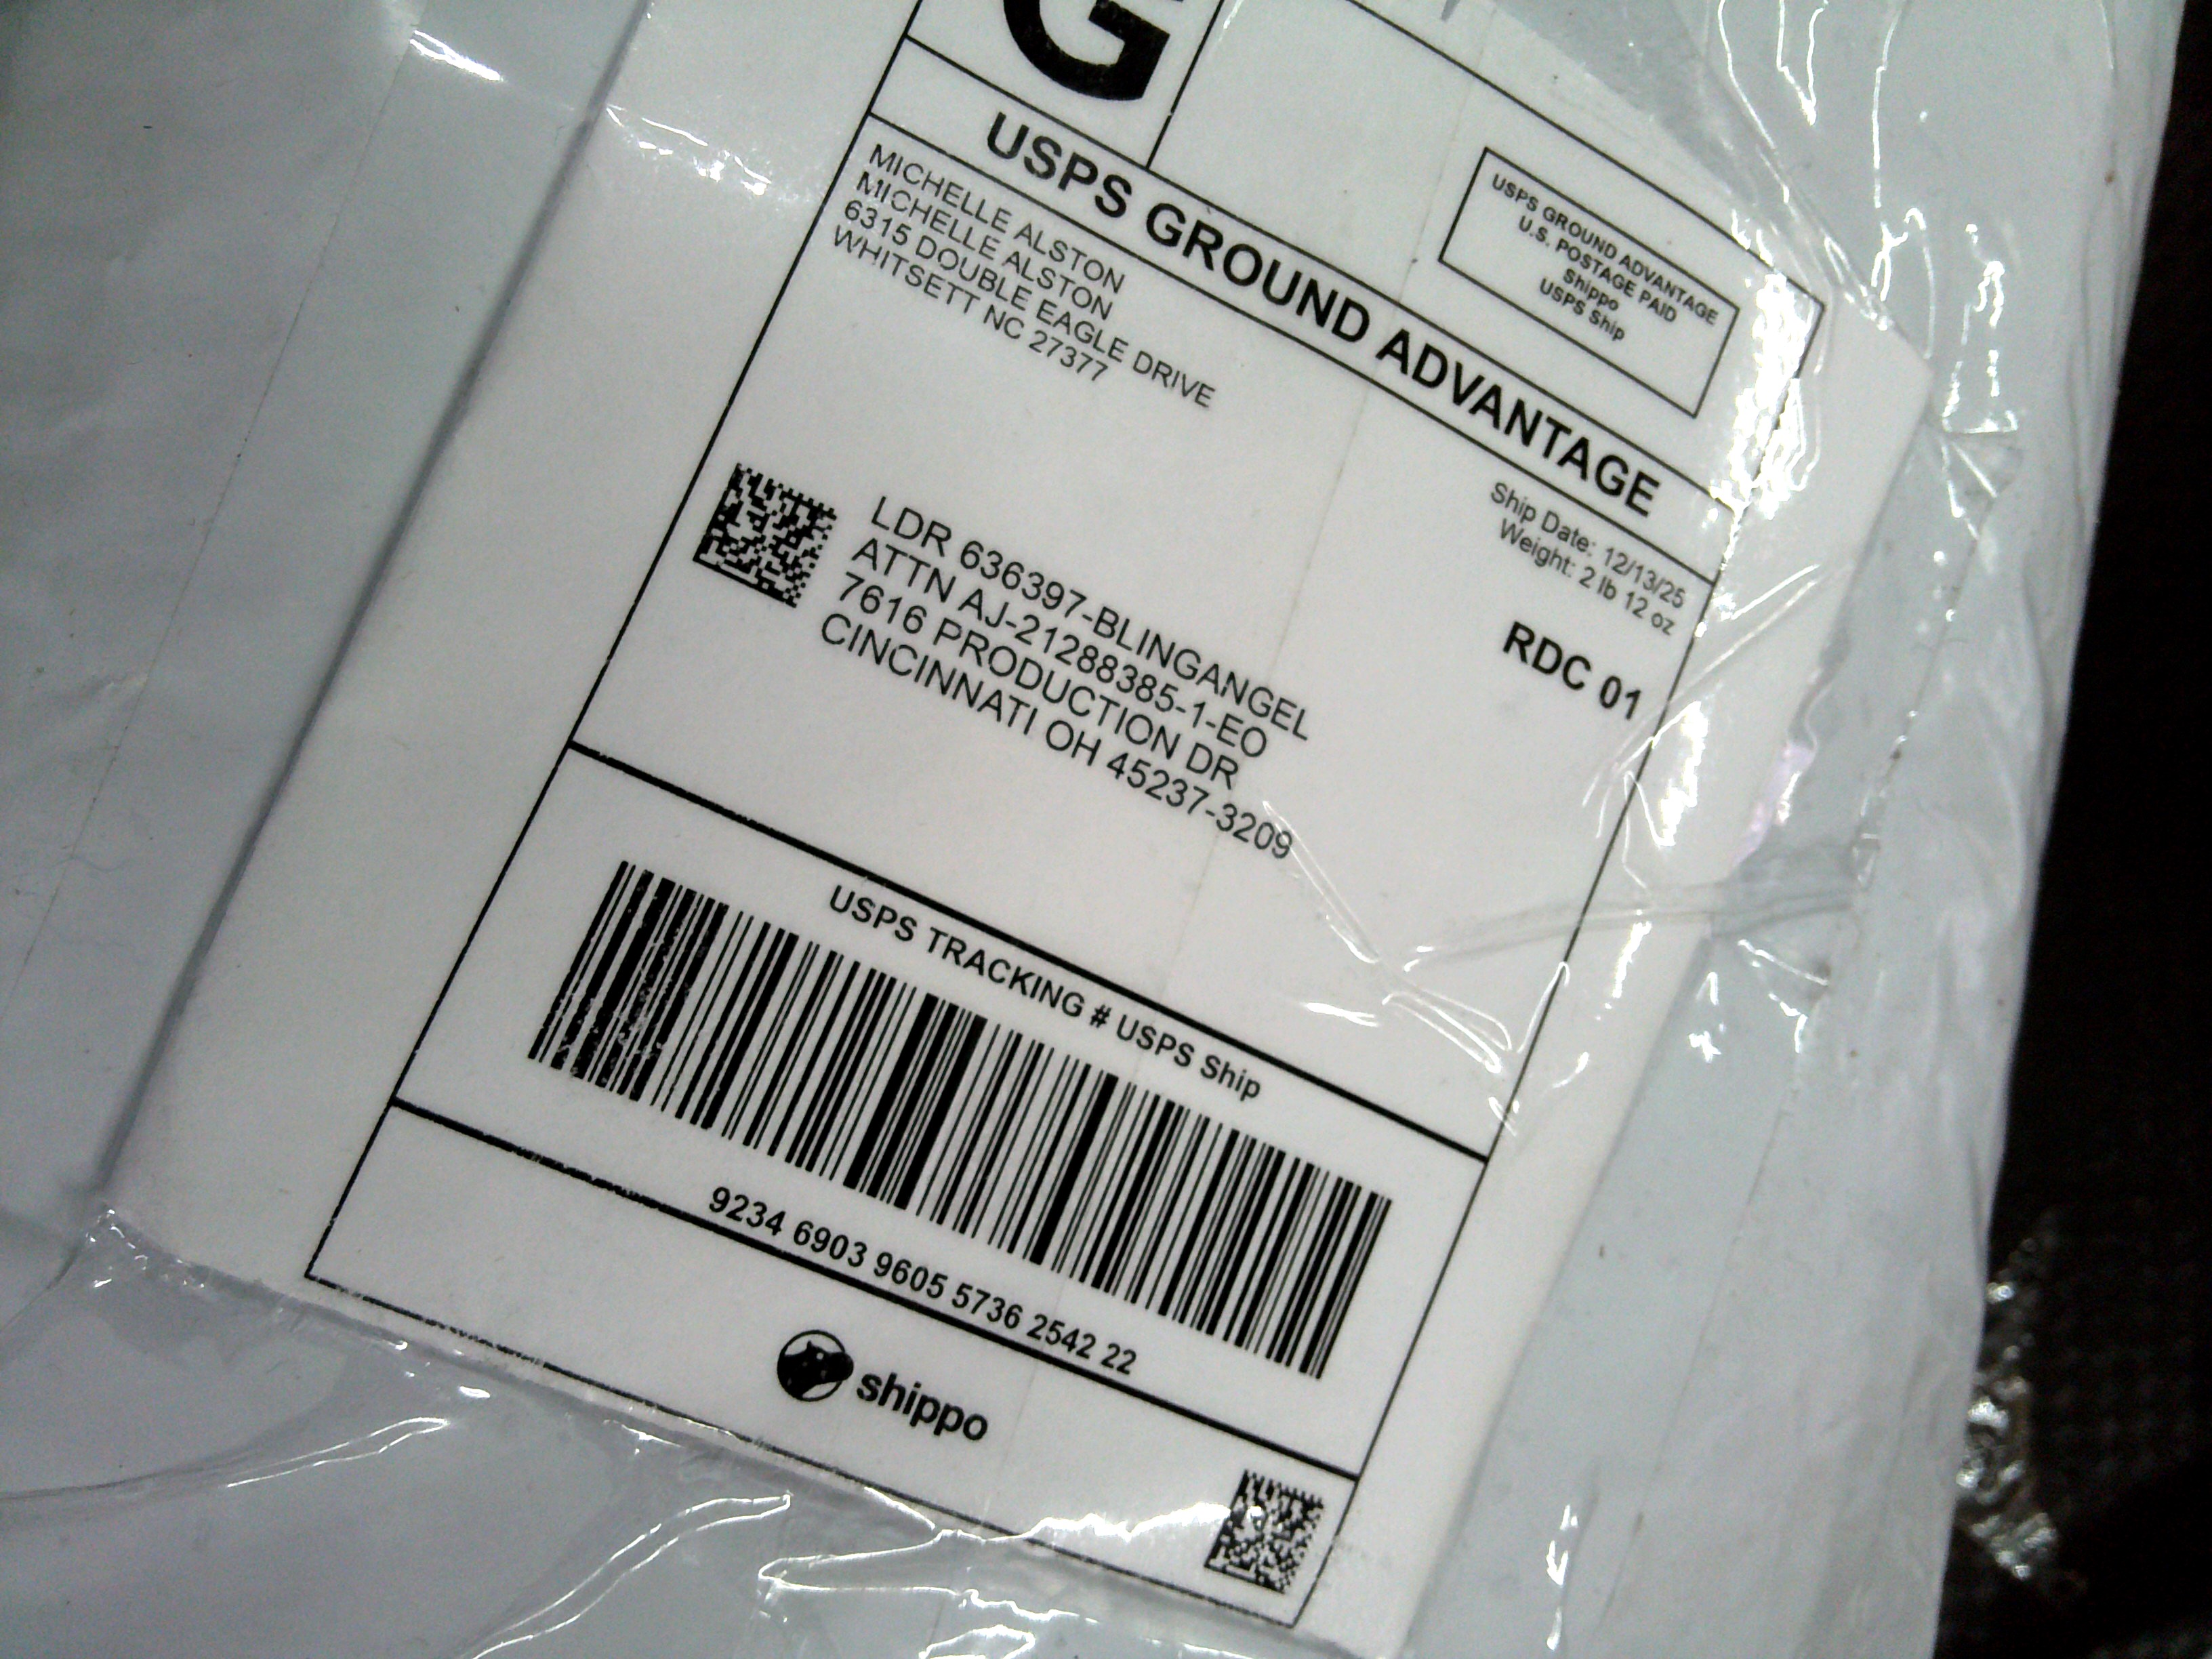 G
USPS GROUND ADVANTAGE
U.S. POSTAGE PAID
Shippo
USPS Ship
USPS GROUND ADVANTAGE
MICHELLE ALSTON
MICHELLE ALSTON
6315 DOUBLE EAGLE DRIVE
WHITSETT NC 27377
Ship Date: 12/13/25
Weight: 2 lb 12 oz
RDC 01
LDR 636397-BLINGANGEL
ATTN AJ-21288385-1-EO
7616 PRODUCTION DR
CINCINNATI OH 45237-3209
USPS TRACKING # USPS Ship
9234 6903 9605 5736 2542 22
shippo